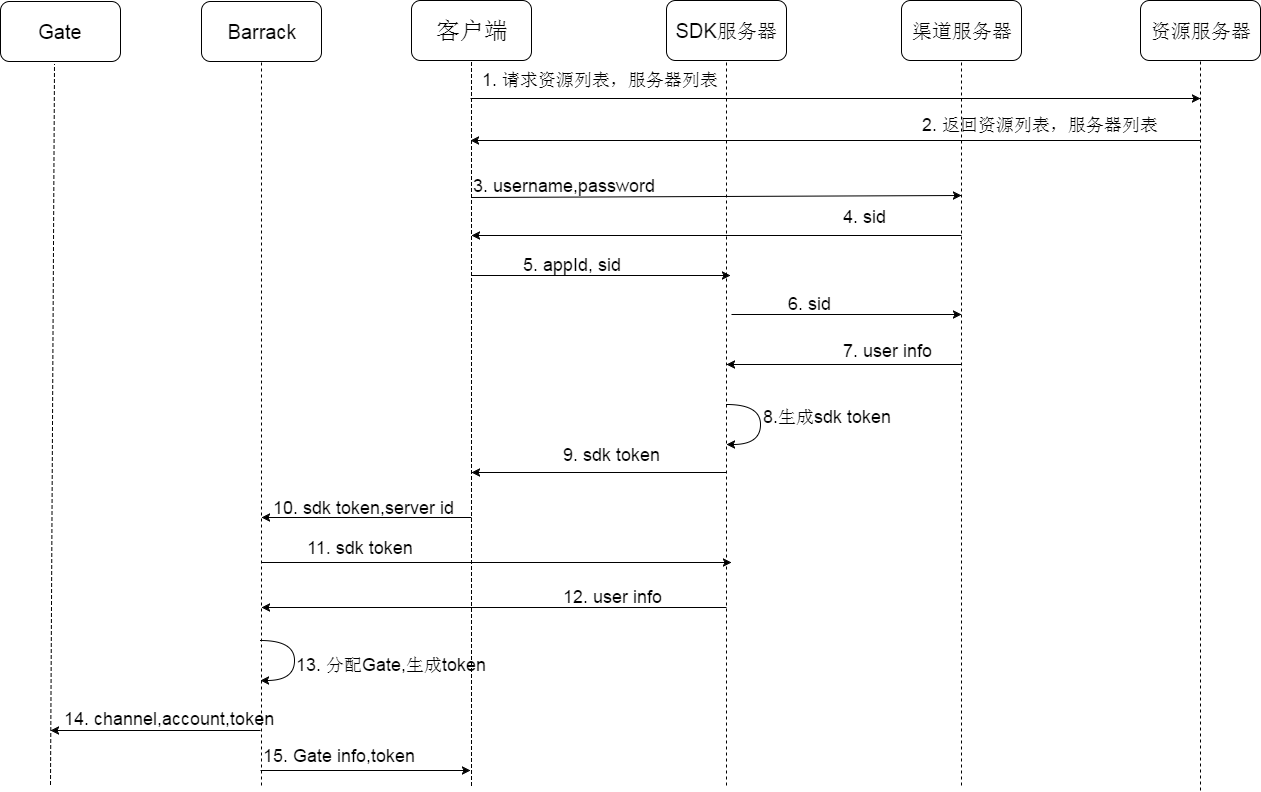 Gate
Barrack
客户端
SDK服务器
渠道服务器
资源服务器
1. 请求资源列表，服务器列表
2. 返回资源列表，服务器列表
3. username,password
4. sid
5. appId, sid
6. sid
7. user info
8.生成sdk token
9. sdk token
10. sdk token,server id
11. sdk token
12. user info
13. 分配Gate,生成token
14. channel,account,token
15. Gate info,token